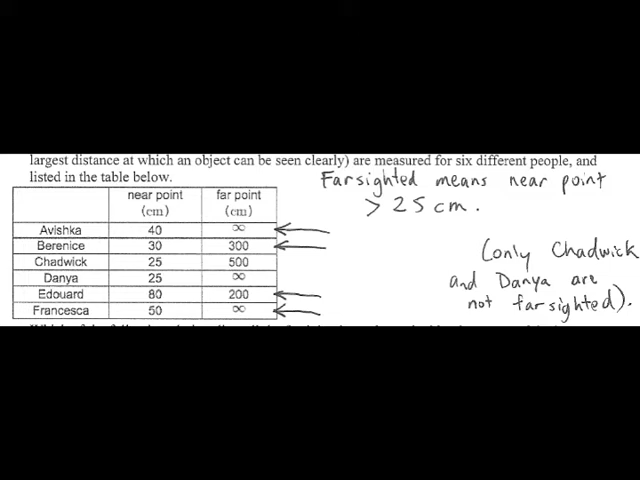 largest distance at which an object can be seen clearly) are measured for six different people, and
listed in the table below.
Farsighted means near point
> 25 cm.
near point far point
(cm) (cm)
Avishka 40 ∞
Berenice 30 300
Chadwick 25 500
Danya 25 ∞
Edouard 80 200
Francesca 50 ∞
(only Chadwick
and Danya are
not farsighted).